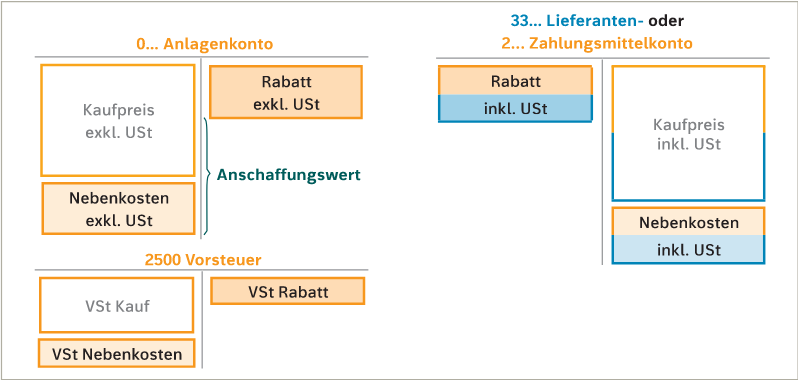 0... Anlagenkonto
Kaufpreis
exkl. USt
Rabatt
exkl. USt
Anschaffungswert
Nebenkosten
exkl. USt
2500 Vorsteuer
VSt Kauf
VSt Rabatt
VSt Nebenkosten
33... Lieferanten- oder
2... Zahlungsmittelkonto
Rabatt
inkl. USt
Kaufpreis
inkl. USt
Nebenkosten
inkl. USt